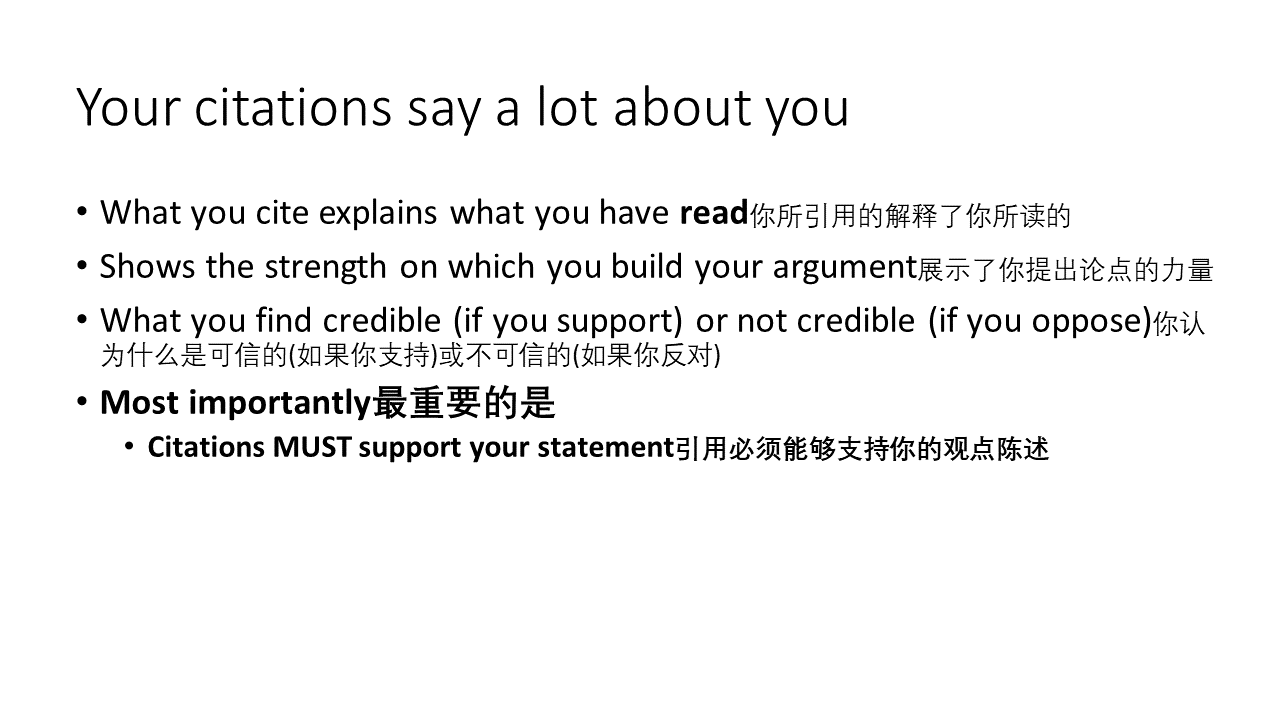 Your citations say a lot about you
• What you cite explains what you have read你所引用的解释了你所读的
• Shows the strength on which you build your argument展示了你提出论点的力量
• What you find credible (if you support) or not credible (if you oppose)你认
为什么是可信的(如果你支持)或不可信的(如果你反对)
• Most importantly最重要的是
• Citations MUST support your statement引用必须能够支持你的观点陈述